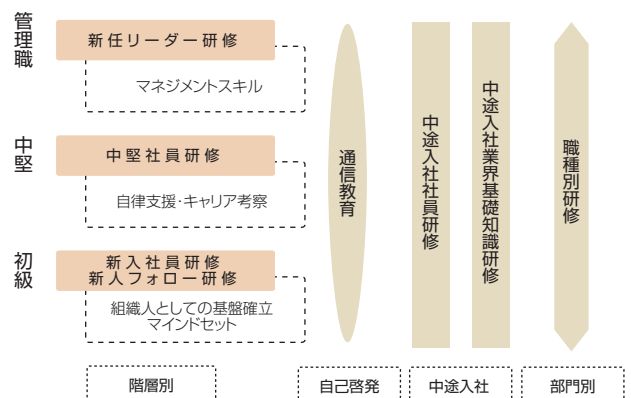 管理職
新任リーダー研修
マネジメントスキル
中堅
中堅社員研修
自律支援・キャリア考察
初級
新入社員研修
新人フォロー研修
組織人としての基盤確立
マインドセット
通信教育
中途入社社員研修
中途入社業界基礎知識研修
職種別研修
階層別
自己啓発
中途入社
部門別